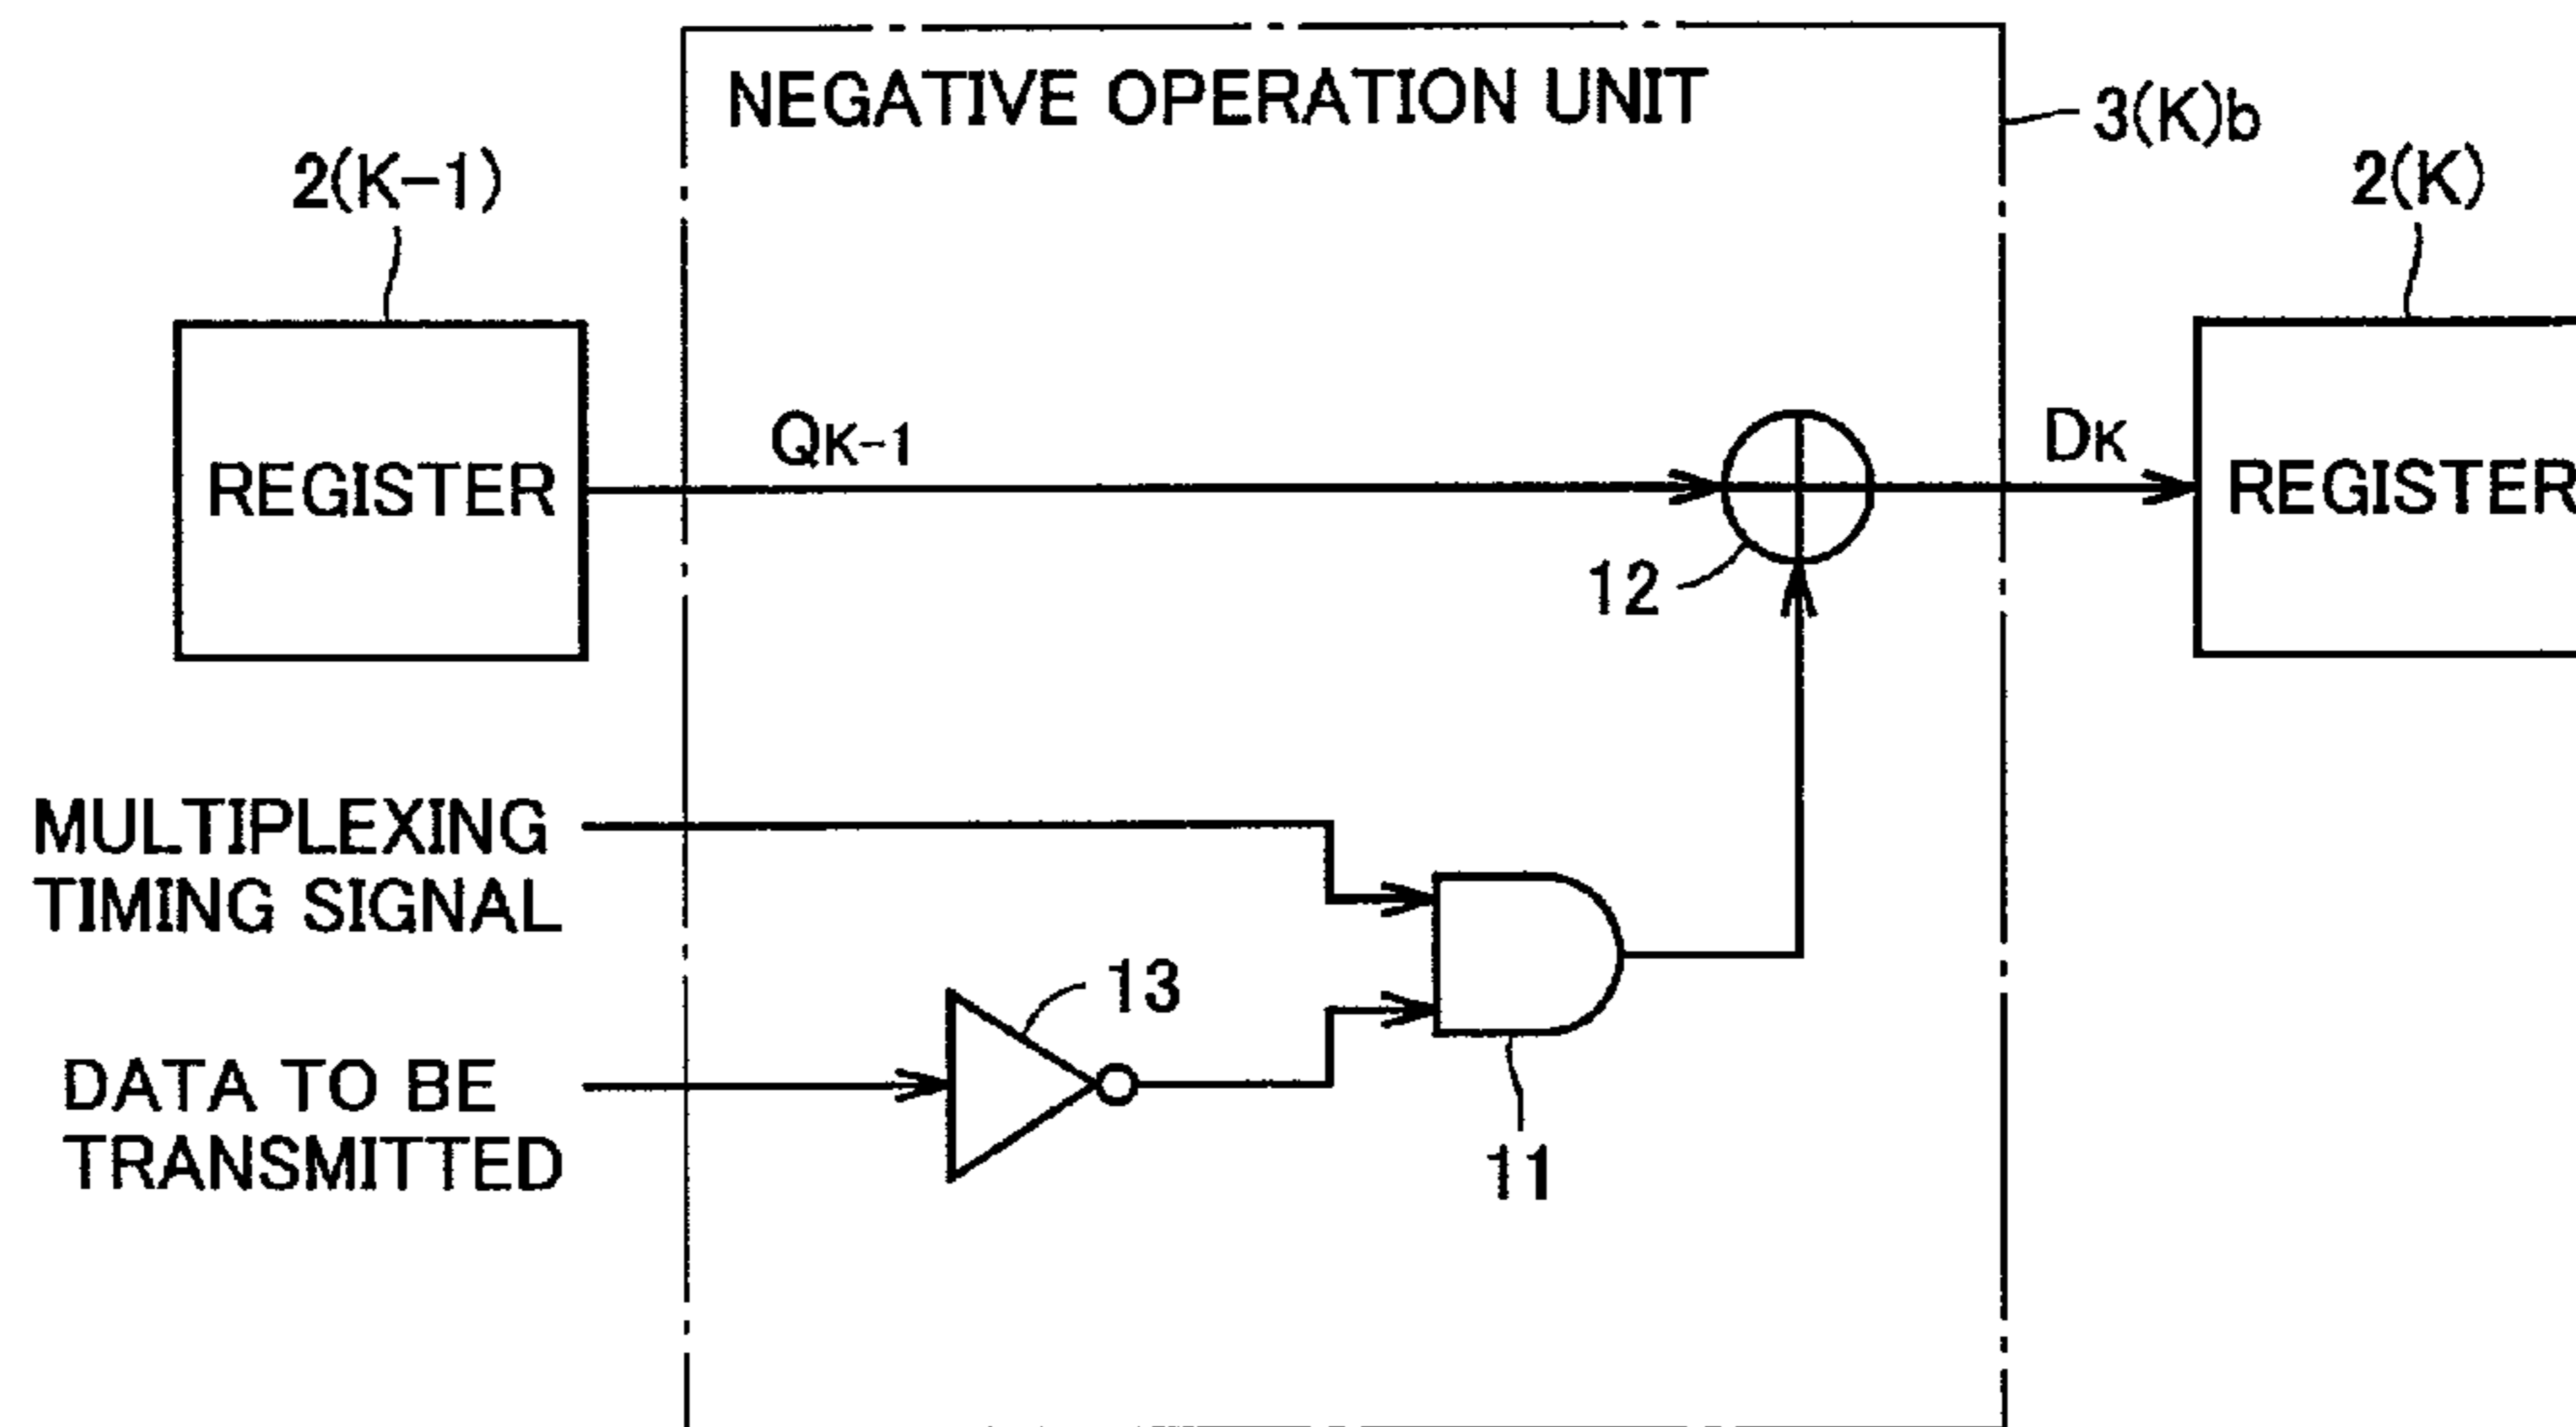 NEGATIVE OPERATION UNIT
3(K)b
2(K-1)
2(K)
REGISTER
QK-1
DK
REGISTER
12
MULTIPLEXING
TIMING SIGNAL
13
DATA TO BE
TRANSMITTED
11